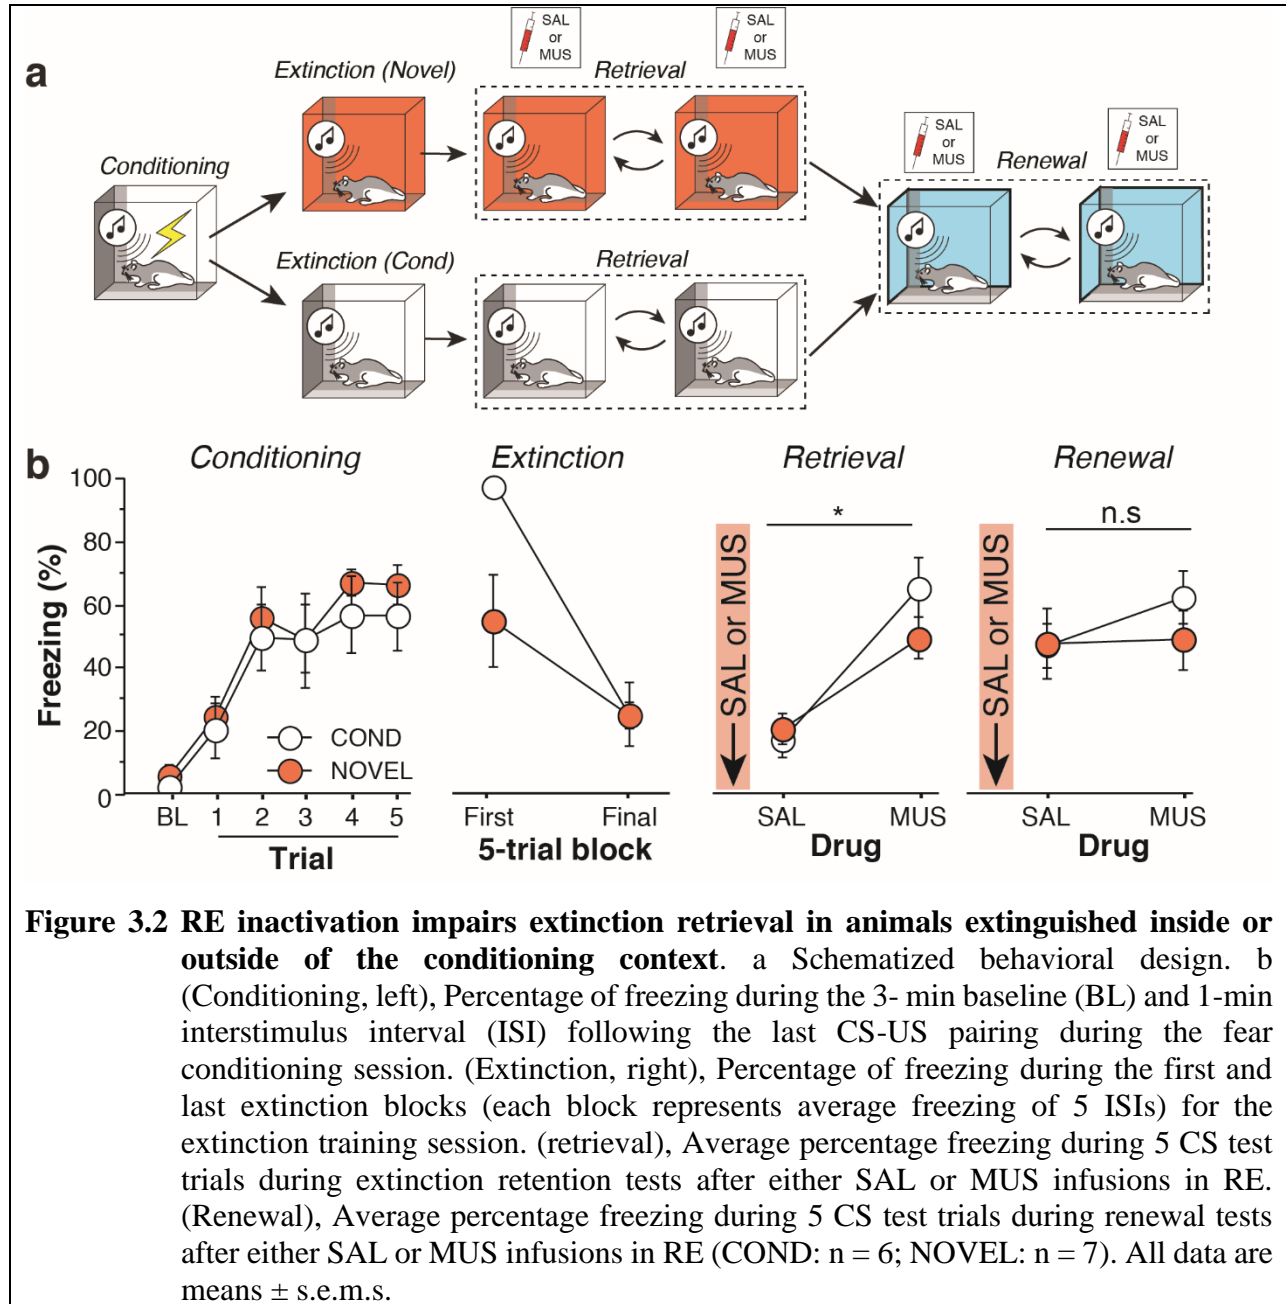 a
SAL
or
MUS
SAL
or
MUS
Extinction (Novel)
Retrieval
SAL
or
MUS
SAL
or
MUS
Conditioning
Renewal
Extinction (Cond)
Retrieval
b
Conditioning
Extinction
Retrieval
Renewal
Freezing (%)
100
80
60
40
20
0
COND
NOVEL
BL 1 2 3 4 5
Trial
First Final
5-trial block
SAL or MUS
*
SAL MUS
Drug
SAL or MUS
n.s
SAL MUS
Drug
Figure 3.2 RE inactivation impairs extinction retrieval in animals extinguished inside or
outside of the conditioning context. a Schematized behavioral design. b
(Conditioning, left), Percentage of freezing during the 3- min baseline (BL) and 1-min
interstimulus interval (ISI) following the last CS-US pairing during the fear
conditioning session. (Extinction, right), Percentage of freezing during the first and
last extinction blocks (each block represents average freezing of 5 ISIs) for the
extinction training session. (retrieval), Average percentage freezing during 5 CS test
trials during extinction retention tests after either SAL or MUS infusions in RE.
(Renewal), Average percentage freezing during 5 CS test trials during renewal tests
after either SAL or MUS infusions in RE (COND: n = 6; NOVEL: n = 7). All data are
means ± s.e.m.s.